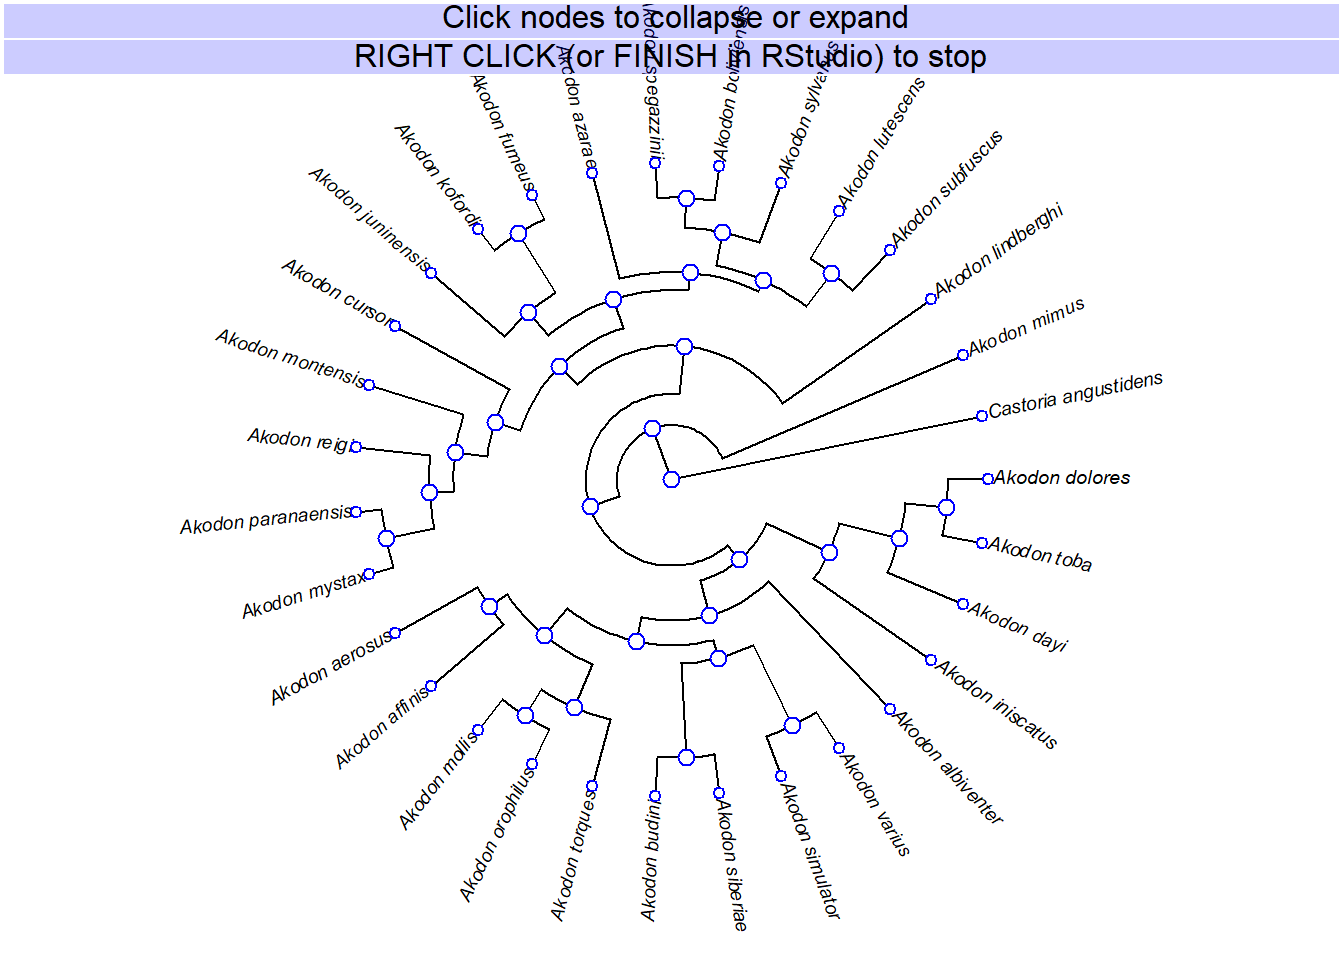 Click nodes to collapse or expand
RIGHT CLICK (or FINISH in RStudio) to stop
Akodon spegazzinii
Akodon boliviensis
Akodon sylvanus
Akodon lutescens
Akodon subfuscus
Akodon lindberghi
Akodon mimus
Castoria angustidens
Akodon dolores
Akodon toba
Akodon dayi
Akodon iniscatus
Akodon albiventer
Akodon varius
Akodon simulator
Akodon siberiae
Akodon budini
Akodon torques
Akodon orophilus
Akodon mollis
Akodon affinis
Akodon aerosus
Akodon mystax
Akodon paranaensis
Akodon reigi
Akodon montensis
Akodon cursor
Akodon juninensis
Akodon kofordi
Akodon fumeus
Akodon azarae